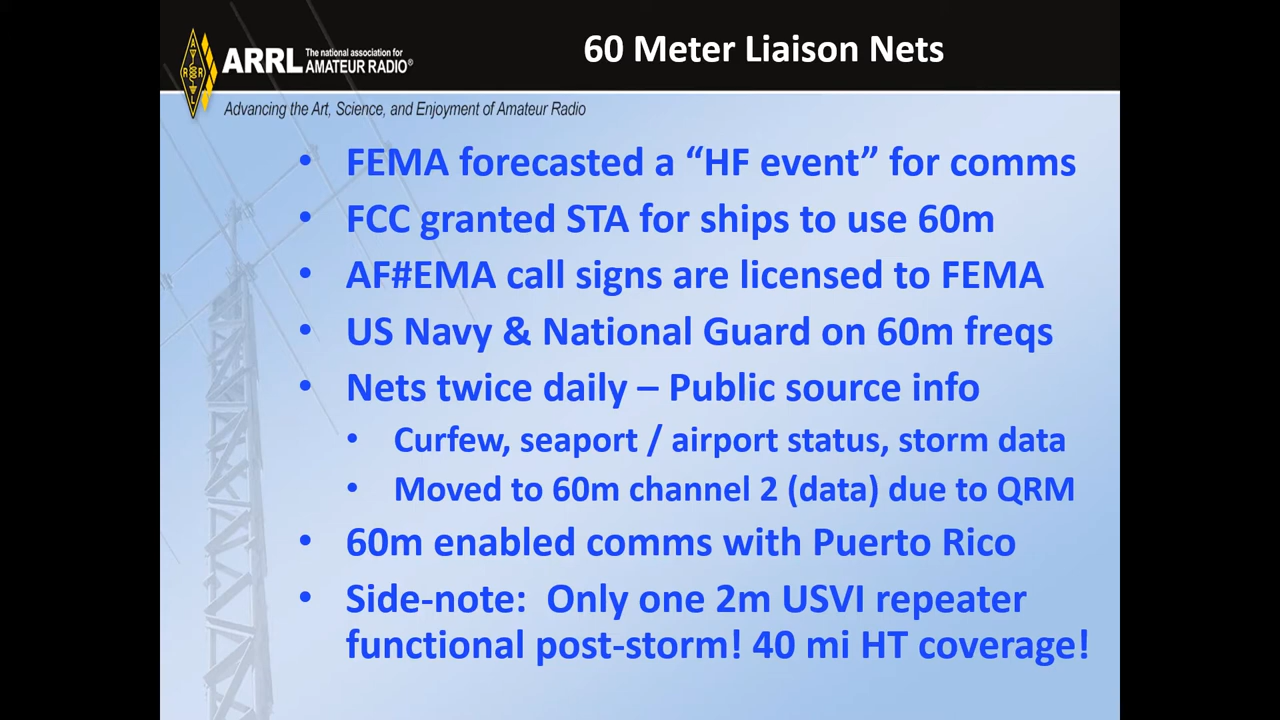 ARRL The national association for
AMATEUR RADIO®
60 Meter Liaison Nets
Advancing the Art, Science, and Enjoyment of Amateur Radio
• FEMA forecasted a “HF event” for comms
• FCC granted STA for ships to use 60m
• AF#EMA call signs are licensed to FEMA
• US Navy & National Guard on 60m freqs
• Nets twice daily – Public source info
• Curfew, seaport / airport status, storm data
• Moved to 60m channel 2 (data) due to QRM
• 60m enabled comms with Puerto Rico
• Side-note:  Only one 2m USVI repeater
functional post-storm! 40 mi HT coverage!